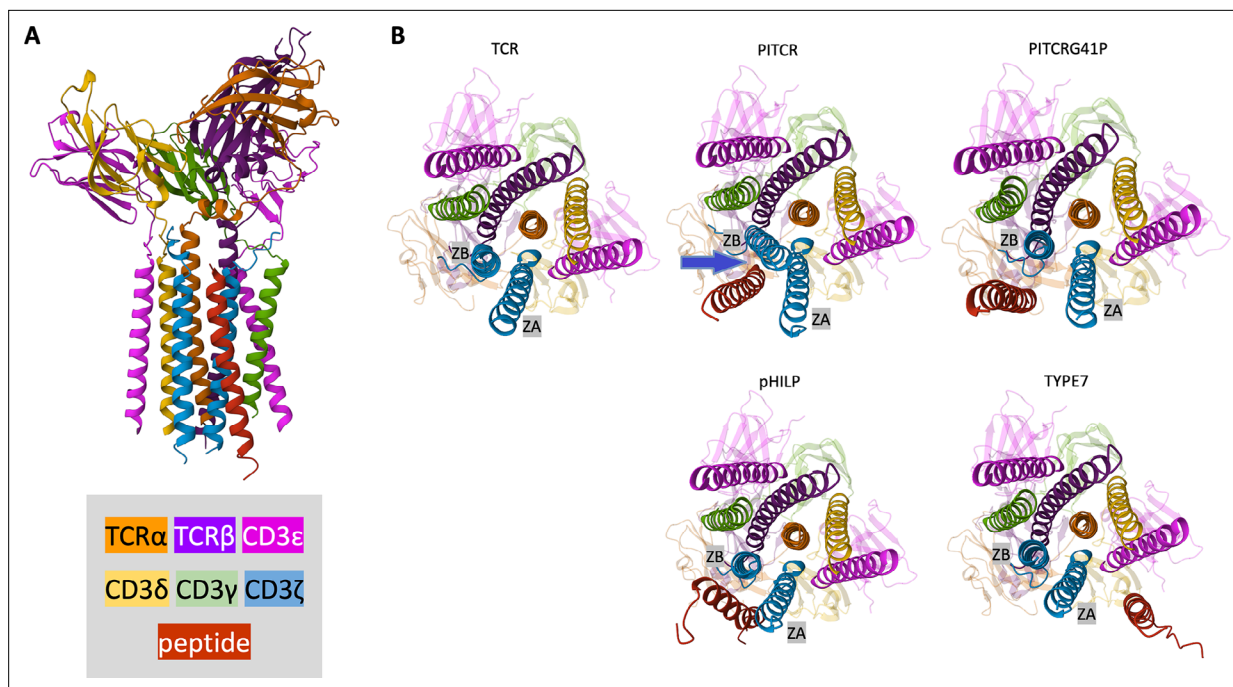 A
B
TCR
PITCR
PITCRG41P
ZB
ZA
ZB
ZA
ZB
ZA
pHILP
TYPE7
ZB
ZA
ZB
ZA
TCRα TCRβ CD3ε
CD3δ CD3γ CD3ζ
peptide